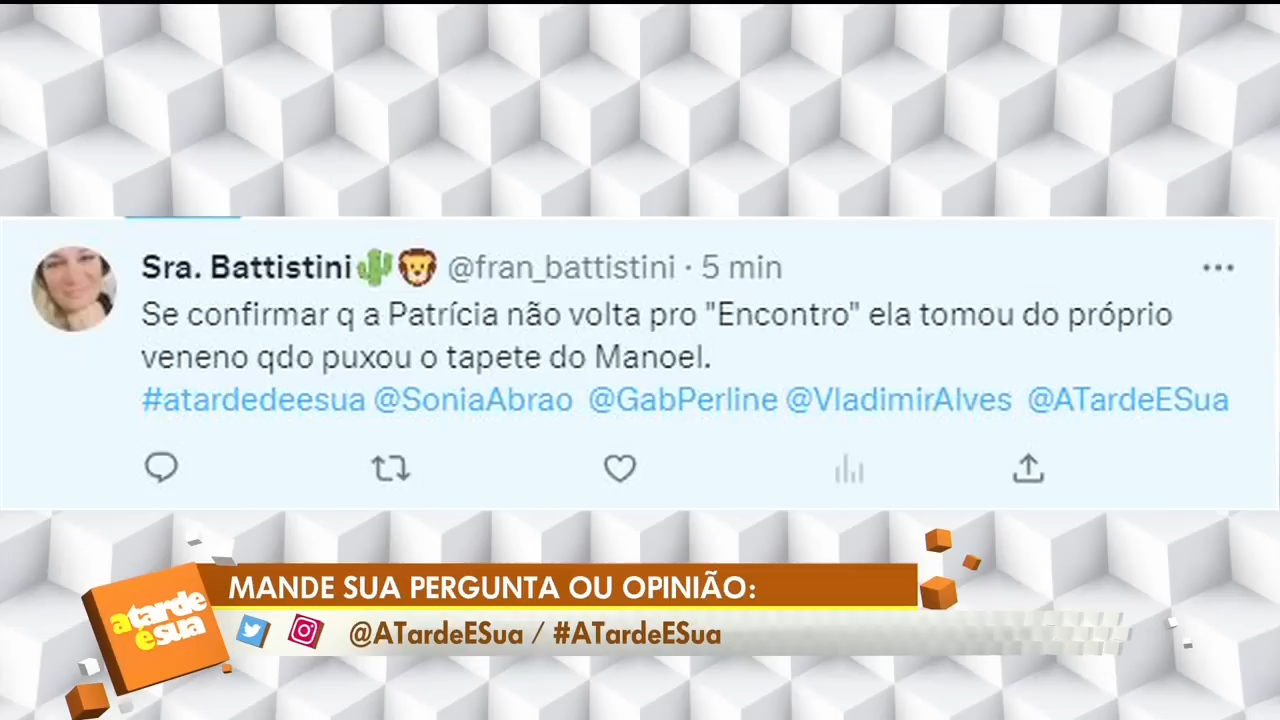 Sra. Battistini🌵🦁 @fran_battistini · 5 min
Se confirmar q a Patrícia não volta pro "Encontro" ela tomou do próprio
veneno qdo puxou o tapete do Manoel.
#atardedeesua @SoniaAbrao @GabPerline @VladimirAlves @ATardeESua
MANDE SUA PERGUNTA OU OPINIÃO:
@ATardeESua / #ATardeESua
a tarde
é sua